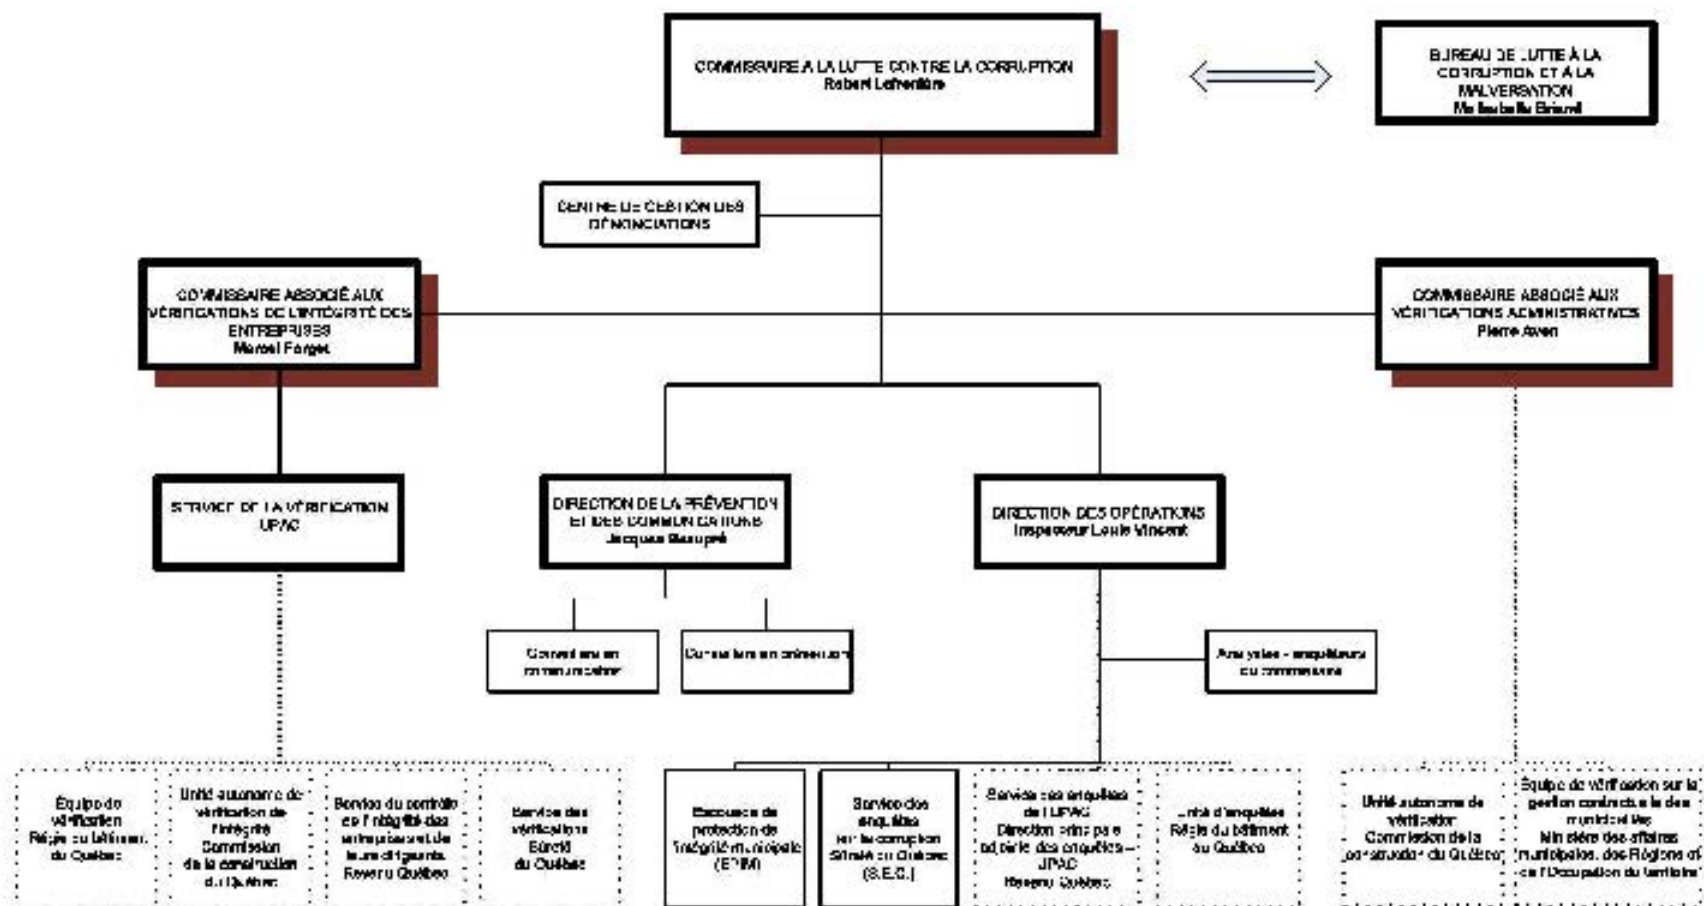 COMMISSAIRE À LA LUTTE CONTRE LA CORRUPTION
Robert Lafrenière
BUREAU DE LUTTE À LA
CORRUPTION ET À LA
MALVERSATION
Me Isabelle
CENTRE DE GESTION DES
DÉNONCIATIONS
COMMISSAIRE ASSOCIÉ AUX
VÉRIFICATIONS DE L'INTÉGRITÉ DES
ENTREPRISES
Marcel Forget
COMMISSAIRE ASSOCIÉ AUX
VÉRIFICATIONS ADMINISTRATIVES
Pierre
SERVICE DE LA VÉRIFICATION
UPAC
DIRECTION DE LA PRÉVENTION
ET DES COMMUNICATIONS
Jacques Beaupré
DIRECTION DES OPÉRATIONS
Inspecteur Louis Vincent
en
communication
en prévention
Analystes - enquêteurs
du commissaire
Équipe de
vérification
Régie du bâtiment
du Québec
Unité autonome de
vérification de
l'intégrité
Commission
de la construction
du Québec
Service du contrôle
de l'intégrité des
entreprises et de
leurs dirigeants
Revenu Québec
Service des
vérifications
Sûreté
du Québec
Escouade de
protection de
l'intégrité municipale
(EPIM)
Service des
enquêtes
sur la corruption
Sûreté du Québec
(S.E.C.)
Service des enquêtes
de l'UPAC
Direction principale
adjointe des enquêtes –
UPAC
Revenu Québec
Unité d'enquêtes
Régie du bâtiment
du Québec
Unité autonome de
vérification
Commission de la
construction du Québec
Équipe de vérification sur la
gestion contractuelle des
municipalités
Ministère des affaires
municipales, des Régions et
de l'Occupation du territoire